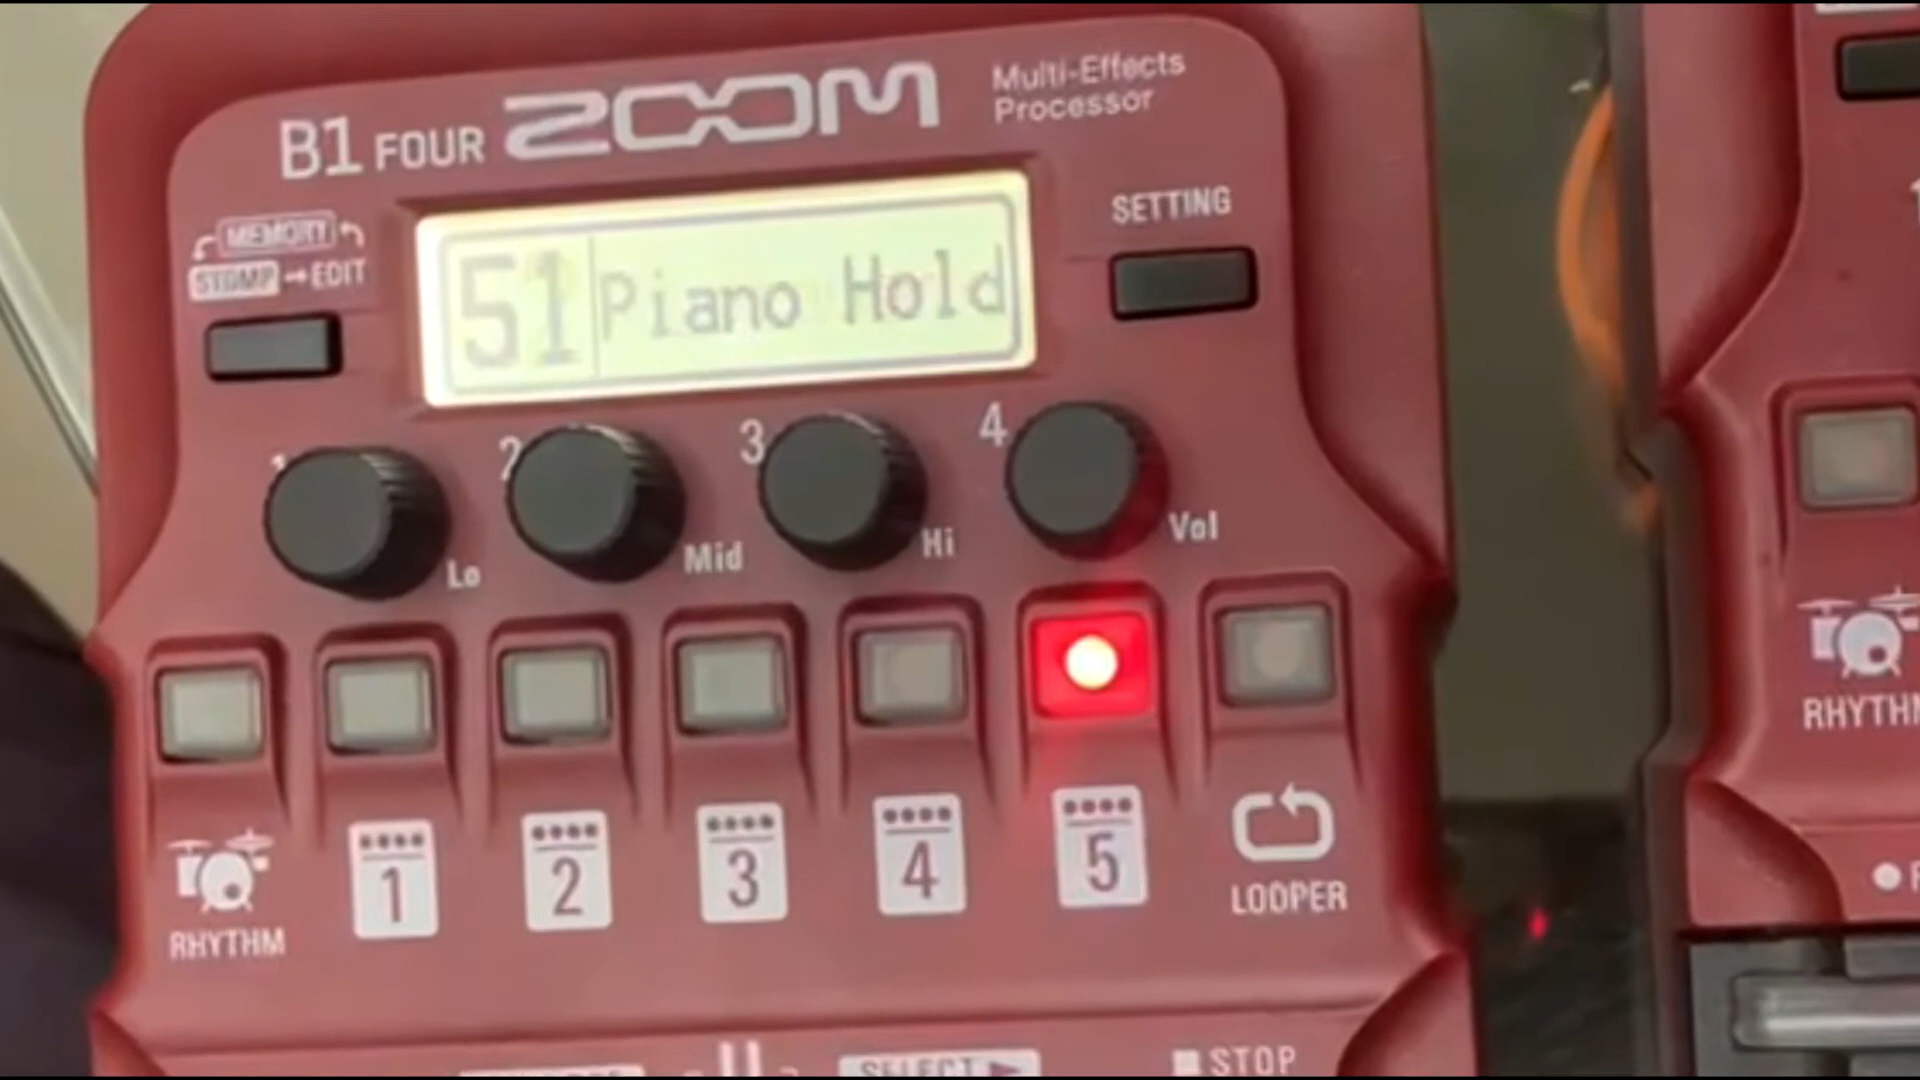 B1 FOUR ZOOM Multi-Effects
Processor
MEMORY
STOMP → EDIT
SETTING
51 Piano Hold
1 2 3 4
Lo Mid Hi Vol
RHYTHM 1 2 3 4 5 LOOPER
SELECT ▶ ■ STOP
RHYTHM